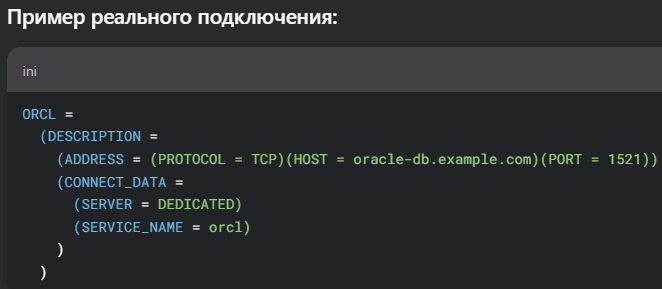 Пример реального подключения:
ini
ORCL =
  (DESCRIPTION =
    (ADDRESS = (PROTOCOL = TCP)(HOST = oracle-db.example.com)(PORT = 1521))
    (CONNECT_DATA =
      (SERVER = DEDICATED)
      (SERVICE_NAME = orcl)
    )
  )